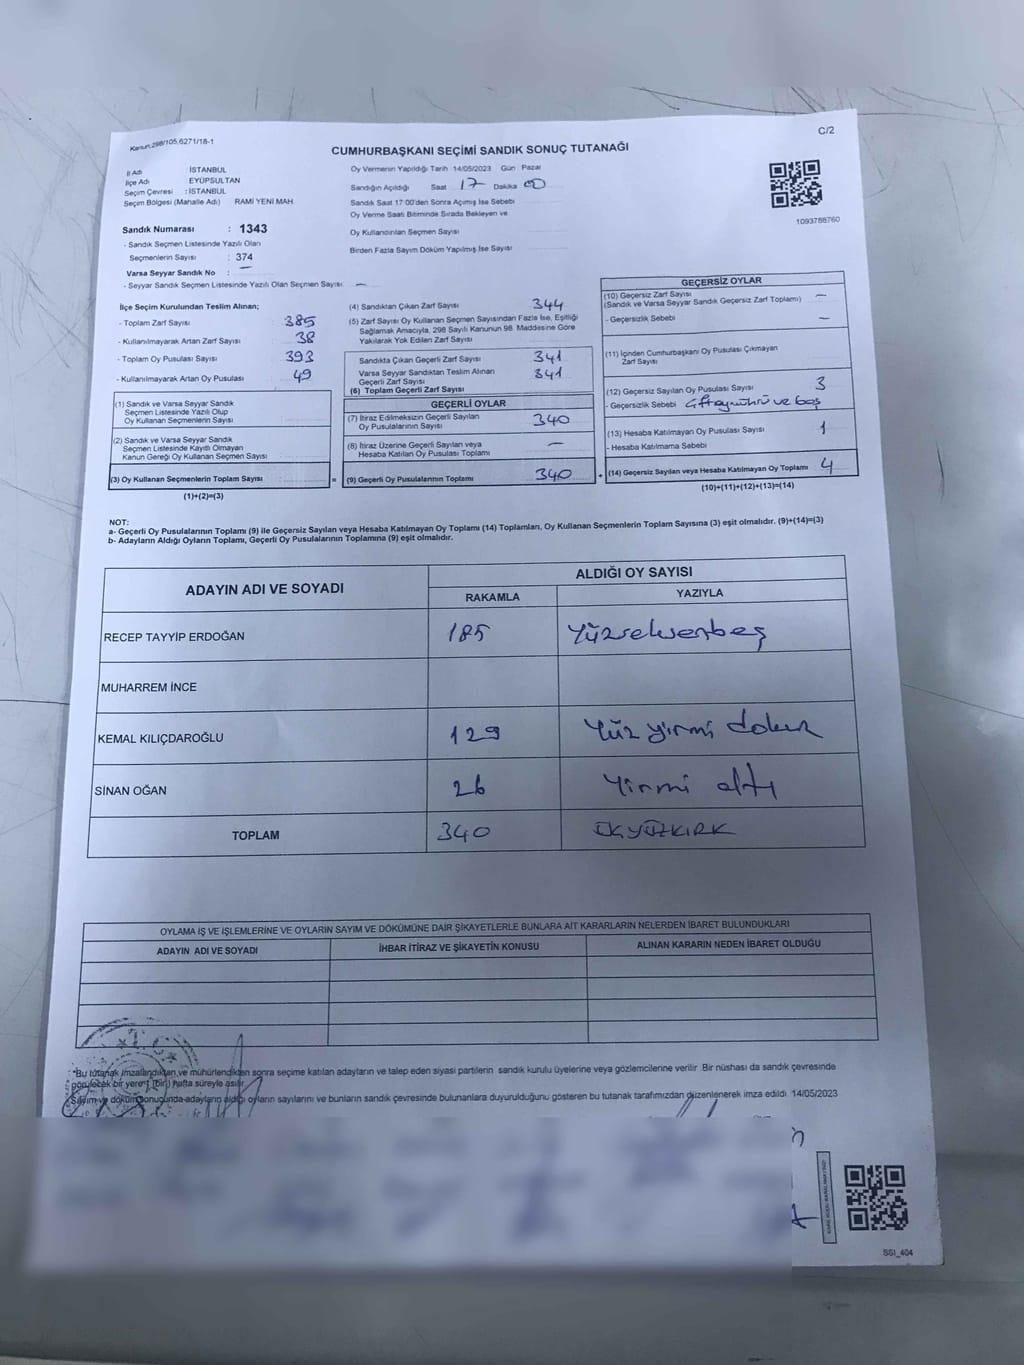 Kanun:298/105,6271/18-1
C/2
CUMHURBAŞKANI SEÇİMİ SANDIK SONUÇ TUTANAĞI
İl Adı : İSTANBUL
İlçe Adı EYÜPSULTAN
Seçim Çevresi : İSTANBUL
Seçim Bölgesi (Mahalle Adı) RAMİ YENİ MAH.
Oy Vermenin Yapıldığı Tarih 14/05/2023 Gün Pazar
Sandığın Açıldığı Saat 17 Dakika 00
Sandık Saat 17:00'den Sonra Açımış İse Sebebi
Oy Verme Saati Bitiminde Sırada Bekleyen ve
Oy Kullandırılan Seçmen Sayısı
Birden Fazla Sayım Döküm Yapılmış İse Sayısı
1093788760
Sandık Numarası : 1343
- Sandık Seçmen Listesinde Yazılı Olan
Seçmenlerin Sayısı : 374
Varsa Seyyar Sandık No : —
- Seyyar Sandık Seçmen Listesinde Yazılı Olan Seçmen Sayısı: —
İlçe Seçim Kurulundan Teslim Alınan;
- Toplam Zarf Sayısı 385
- Kullanılmayarak Artan Zarf Sayısı 38
- Toplam Oy Pusulası Sayısı 393
- Kullanılmayarak Artan Oy Pusulası 49
(1) Sandık ve Varsa Seyyar Sandık
Seçmen Listesinde Yazılı Olup
Oy Kullanan Seçmenlerin Sayısı
(2) Sandık ve Varsa Seyyar Sandık
Seçmen Listesinde Kayıtlı Olmayan
Kanun Gereği Oy Kullanan Seçmen Sayısı
(3) Oy Kullanan Seçmenlerin Toplam Sayısı
(1)+(2)=(3)
(4) Sandıktan Çıkan Zarf Sayısı 344
(5) Zarf Sayısı Oy Kullanan Seçmen Sayısından Fazla İse, Eşitliği
Sağlamak Amacıyla, 298 Sayılı Kanunun 98. Maddesine Göre
Yakılarak Yok Edilen Zarf Sayısı
Sandıkta Çıkan Geçerli Zarf Sayısı 341
Varsa Seyyar Sandıktan Teslim Alınan
Geçerli Zarf Sayısı 341
(6) Toplam Geçerli Zarf Sayısı
GEÇERLİ OYLAR
(7) İtiraz Edilmeksizin Geçerli Sayılan
Oy Pusulalarının Sayısı 340
(8) İtiraz Üzerine Geçerli Sayılan veya
Hesaba Katılan Oy Pusulası Toplamı —
= (9) Geçerli Oy Pusulalarının Toplamı 340
GEÇERSİZ OYLAR
(10) Geçersiz Zarf Sayısı —
(Sandık ve Varsa Seyyar Sandık Geçersiz Zarf Toplamı)
- Geçersizlik Sebebi —
(11) İçinden Cumhurbaşkanı Oy Pusulası Çıkmayan
Zarf Sayısı
(12) Geçersiz Sayılan Oy Pusulası Sayısı 3
- Geçersizlik Sebebi ve boş
(13) Hesaba Katılmayan Oy Pusulası Sayısı 1
- Hesaba Katılmama Sebebi
+ (14) Geçersiz Sayılan veya Hesaba Katılmayan Oy Toplamı 4
(10)+(11)+(12)+(13)=(14)
NOT:
a- Geçerli Oy Pusulalarının Toplamı (9) ile Geçersiz Sayılan veya Hesaba Katılmayan Oy Toplamı (14) Toplamları, Oy Kullanan Seçmenlerin Toplam Sayısına (3) eşit olmalıdır. (9)+(14)=(3)
b- Adayların Aldığı Oyların Toplamı, Geçerli Oy Pusulalarının Toplamına (9) eşit olmalıdır.
ADAYIN ADI VE SOYADI
ALDIĞI OY SAYISI
RAKAMLA YAZIYLA
RECEP TAYYİP ERDOĞAN 185 Yüzseksenbeş
MUHARREM İNCE
KEMAL KILIÇDAROĞLU 129 Yüz yirmi dokuz
SİNAN OĞAN 26 Yirmi altı
TOPLAM 340 ÜÇYÜZKIRK
OYLAMA İŞ VE İŞLEMLERİNE VE OYLARIN SAYIM VE DÖKÜMÜNE DAİR ŞİKAYETLERLE BUNLARA AİT KARARLARIN NELERDEN İBARET BULUNDUKLARI
ADAYIN ADI VE SOYADI İHBAR İTİRAZ VE ŞİKAYETİN KONUSU ALINAN KARARIN NEDEN İBARET OLDUĞU
"Bu tutanak imzalandıktan ve mühürlendikten sonra seçime katılan adayların ve talep eden siyasi partilerin sandık kurulu üyelerine veya gözlemcilerine verilir. Bir nüshası da sandık çevresinde
görülecek bir yere 1 (bir) hafta süreyle asılır.
Sayım ve döküm sonucunda adayların aldığı oyların sayılarını ve bunların sandık çevresinde bulunanlara duyurulduğunu gösteren bu tutanak tarafımızdan düzenlenerek imza edildi. 14/05/2023
SSI_404